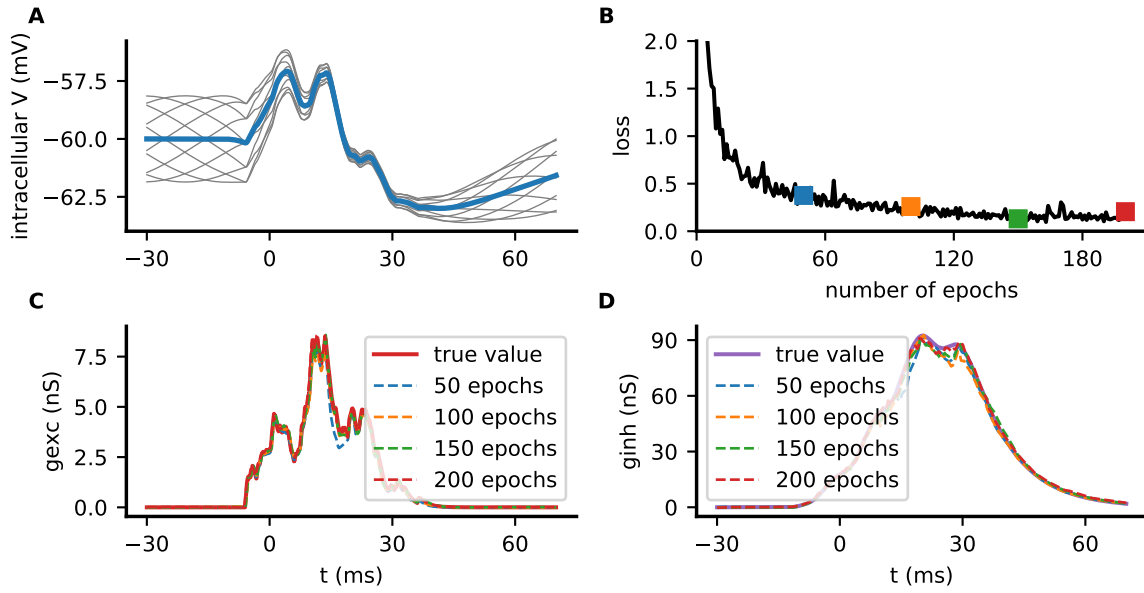 A
intracellular V (mV)
−57.5
−60.0
−62.5
−30
0
30
60
B
loss
2.0
1.5
1.0
0.5
0.0
0
60
120
180
number of epochs
C
gexc (nS)
7.5
5.0
2.5
0.0
−30
0
30
60
t (ms)
true value
50 epochs
100 epochs
150 epochs
200 epochs
D
ginh (nS)
90
60
30
0
−30
0
30
60
t (ms)
true value
50 epochs
100 epochs
150 epochs
200 epochs